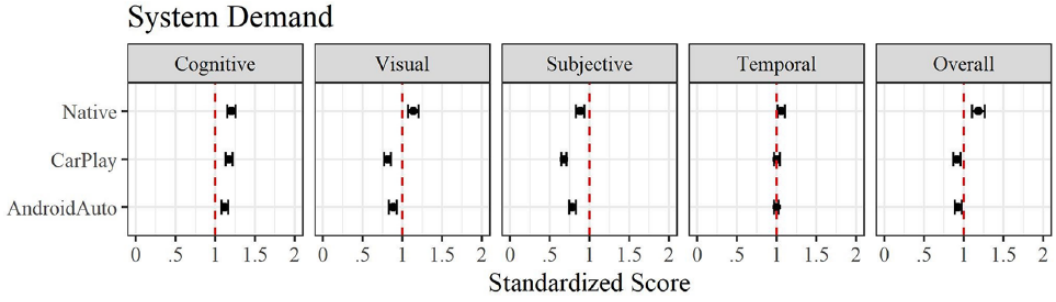 System Demand
Cognitive Visual Subjective Temporal Overall
Native
CarPlay
AndroidAuto
0 .5 1 1.5 2 0 .5 1 1.5 2 0 .5 1 1.5 2 0 .5 1 1.5 2 0 .5 1 1.5 2
Standardized Score